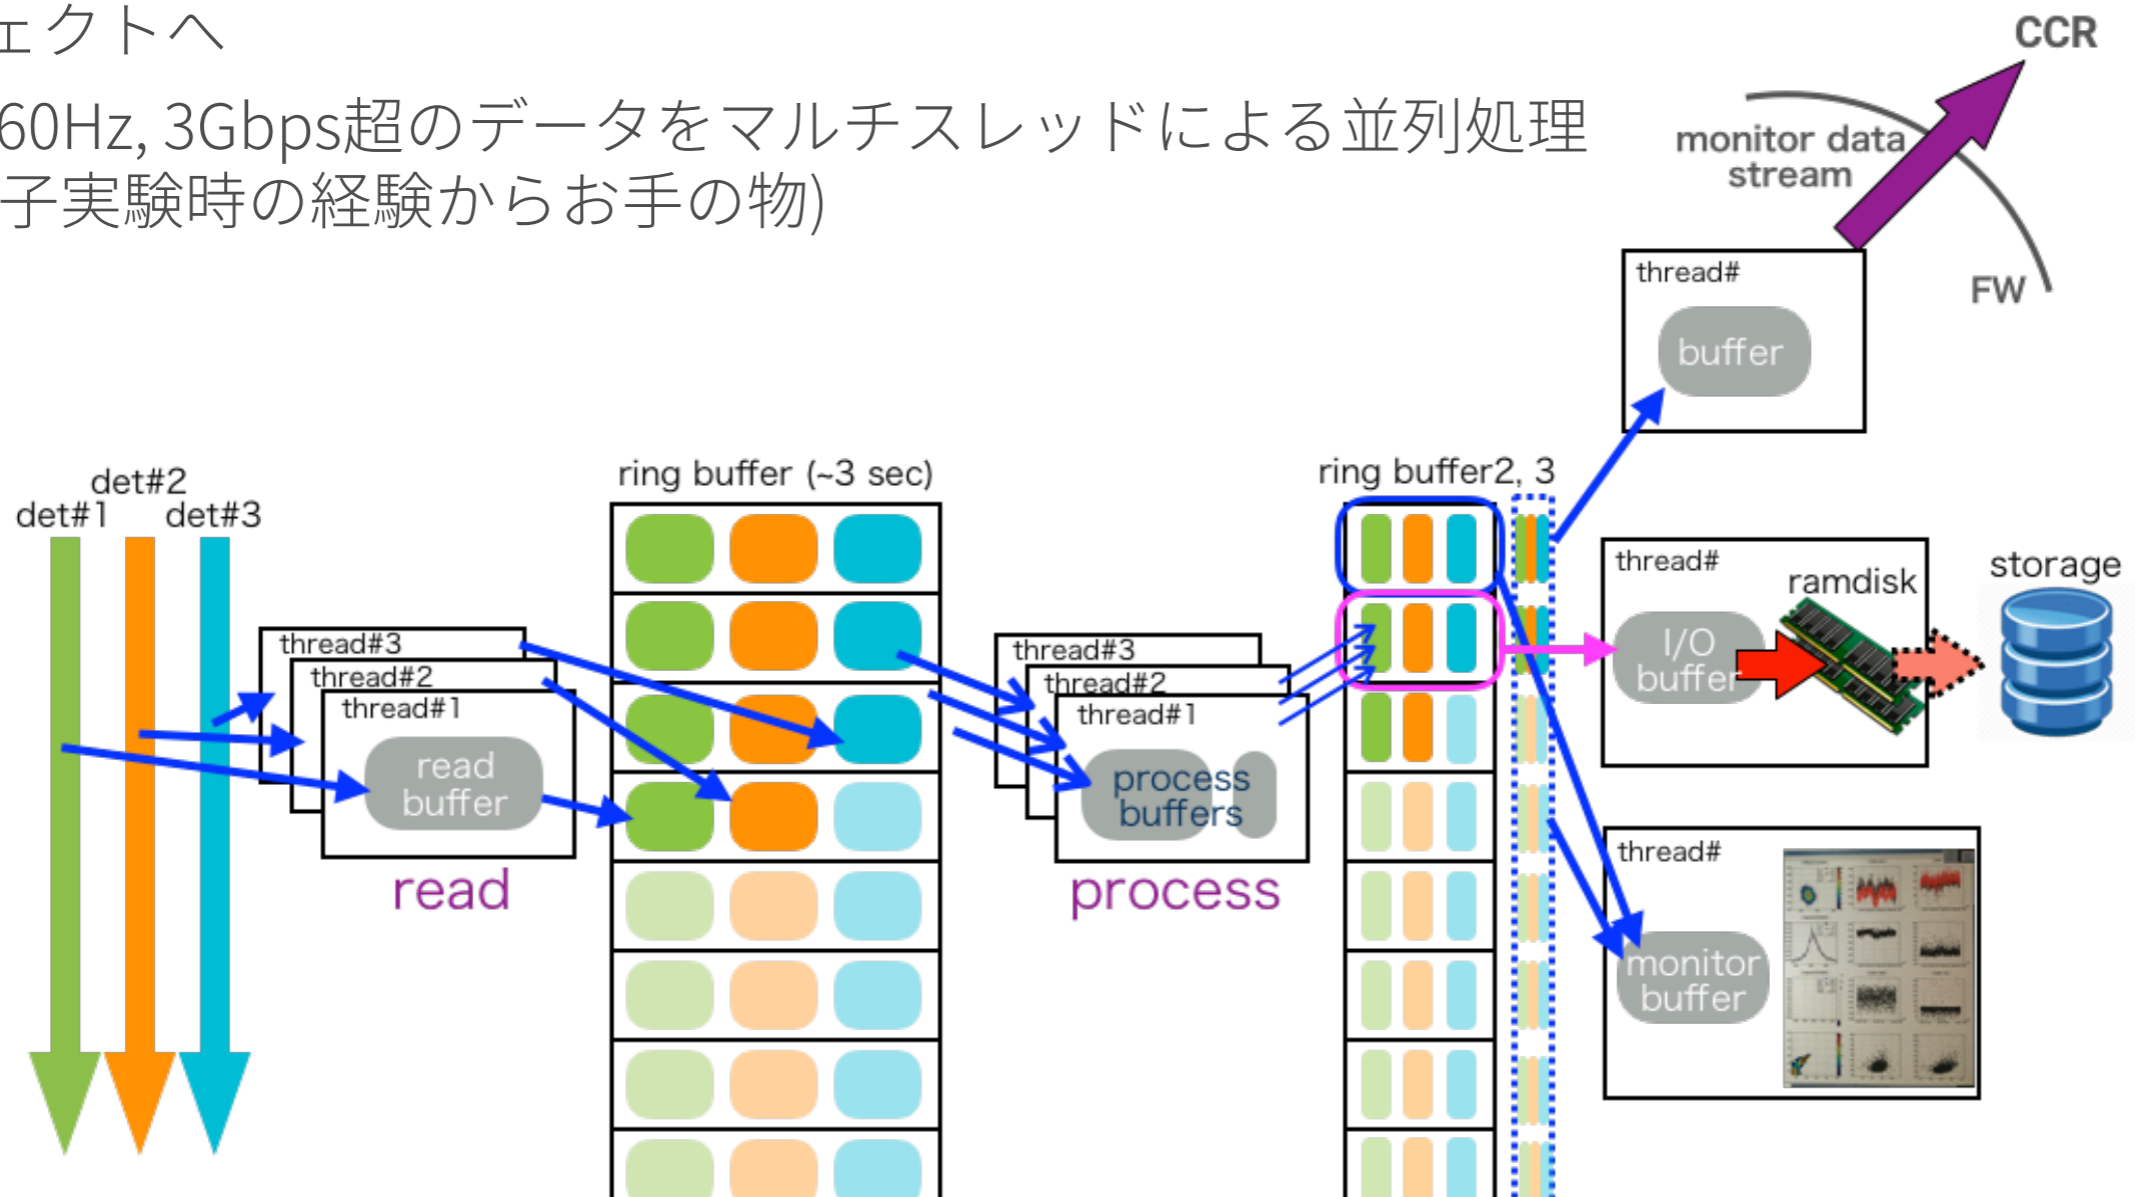 ェクトへ
60Hz, 3Gbps超のデータをマルチスレッドによる並列処理
子実験時の経験からお手の物)
CCR
monitor data
stream
FW
thread#
buffer
det#1
det#2
det#3
thread#3
thread#2
thread#1
read
buffer
read
ring buffer (~3 sec)
thread#3
thread#2
thread#1
process
buffers
process
ring buffer2, 3
thread#
I/O
buffer
ramdisk
storage
thread#
monitor
buffer